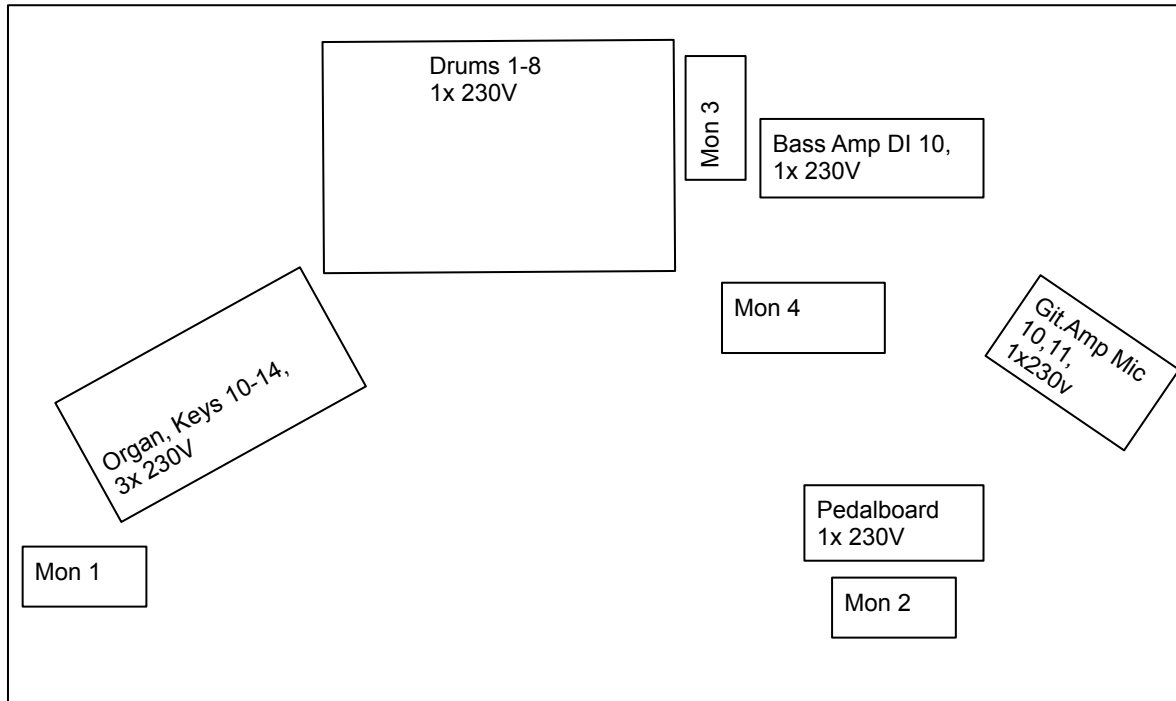 Drums 1-8
1x 230V
Mon 3
Bass Amp DI 10,
1x 230V
Mon 4
Git.Amp Mic
10,11,
1x230v
Organ, Keys 10-14,
3x 230V
Pedalboard
1x 230V
Mon 1
Mon 2